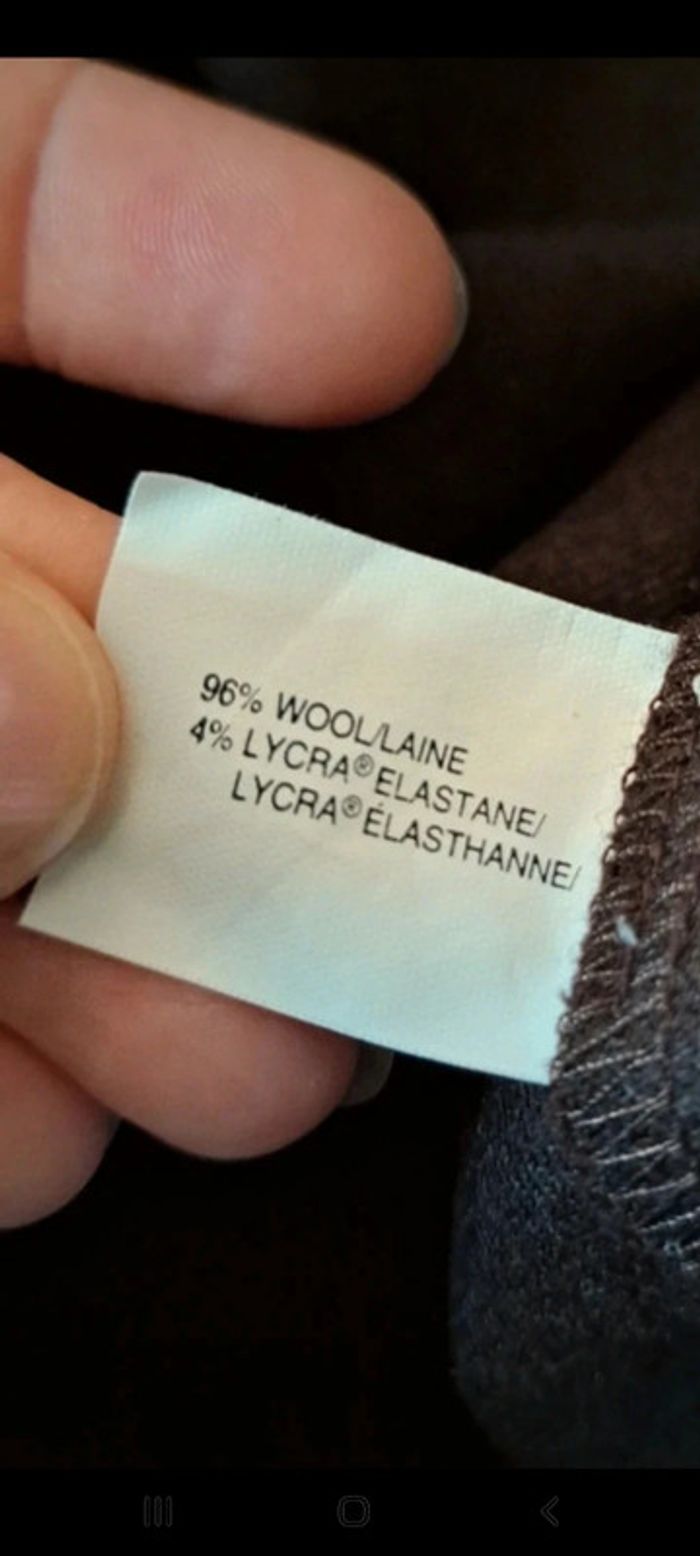 96% WOOL/LAINE
4% LYCRA® ELASTANE/
LYCRA® ÉLASTHANNE/